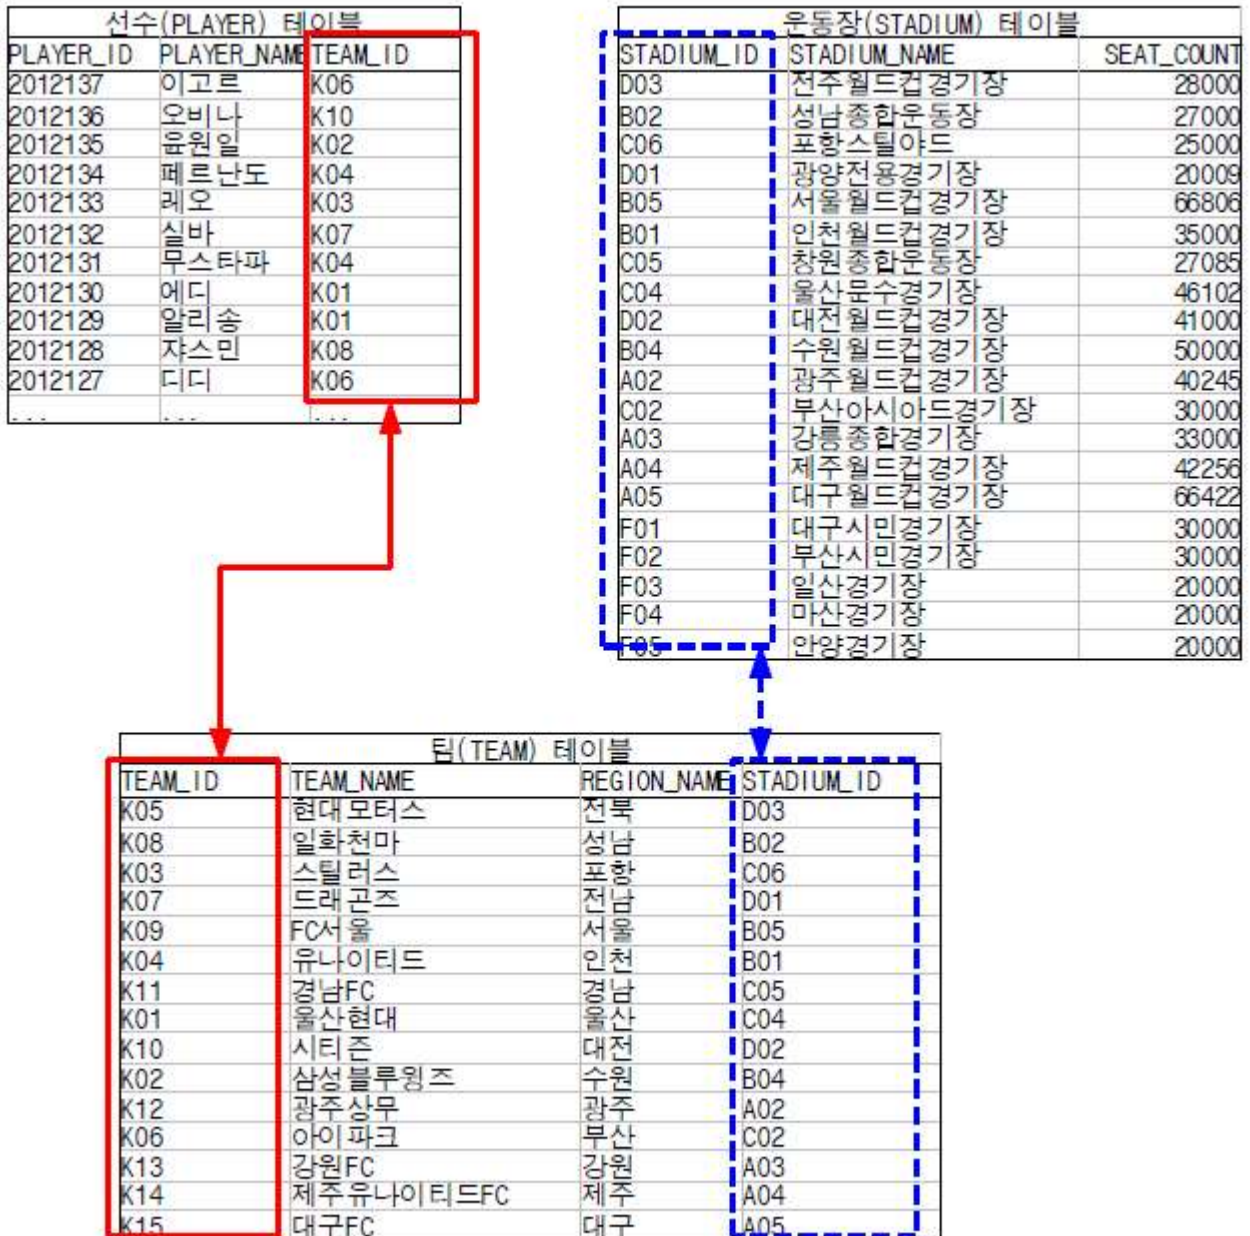 선수(PLAYER) 테이블
PLAYER_ID PLAYER_NAME TEAM_ID
2012137 이고르 K06
2012136 오비나 K10
2012135 윤원일 K02
2012134 페르난도 K04
2012133 레오 K03
2012132 실바 K07
2012131 무스타파 K04
2012130 에디 K01
2012129 알리송 K01
2012128 쟈스민 K08
2012127 디디 K06
... ... ...
운동장(STADIUM) 테이블
STADIUM_ID STADIUM_NAME SEAT_COUNT
D03 전주월드컵경기장 28000
B02 성남종합운동장 27000
C06 포항스틸야드 25000
D01 광양전용경기장 20009
B05 서울월드컵경기장 66806
B01 인천월드컵경기장 35000
C05 창원종합운동장 27085
C04 울산문수경기장 46102
D02 대전월드컵경기장 41000
B04 수원월드컵경기장 50000
A02 광주월드컵경기장 40245
C02 부산아시아드경기장 30000
A03 강릉종합경기장 33000
A04 제주월드컵경기장 42256
A05 대구월드컵경기장 66422
F01 대구시민경기장 30000
F02 부산시민경기장 30000
F03 일산경기장 20000
F04 마산경기장 20000
F05 안양경기장 20000
팀(TEAM) 테이블
TEAM_ID TEAM_NAME REGION_NAME STADIUM_ID
K05 현대모터스 전북 D03
K08 일화천마 성남 B02
K03 스틸러스 포항 C06
K07 드래곤즈 전남 D01
K09 FC서울 서울 B05
K04 유나이티드 인천 B01
K11 경남FC 경남 C05
K01 울산현대 울산 C04
K10 시티즌 대전 D02
K02 삼성블루윙즈 수원 B04
K12 광주상무 광주 A02
K06 아이파크 부산 C02
K13 강원FC 강원 A03
K14 제주유나이티드FC 제주 A04
K15 대구FC 대구 A05